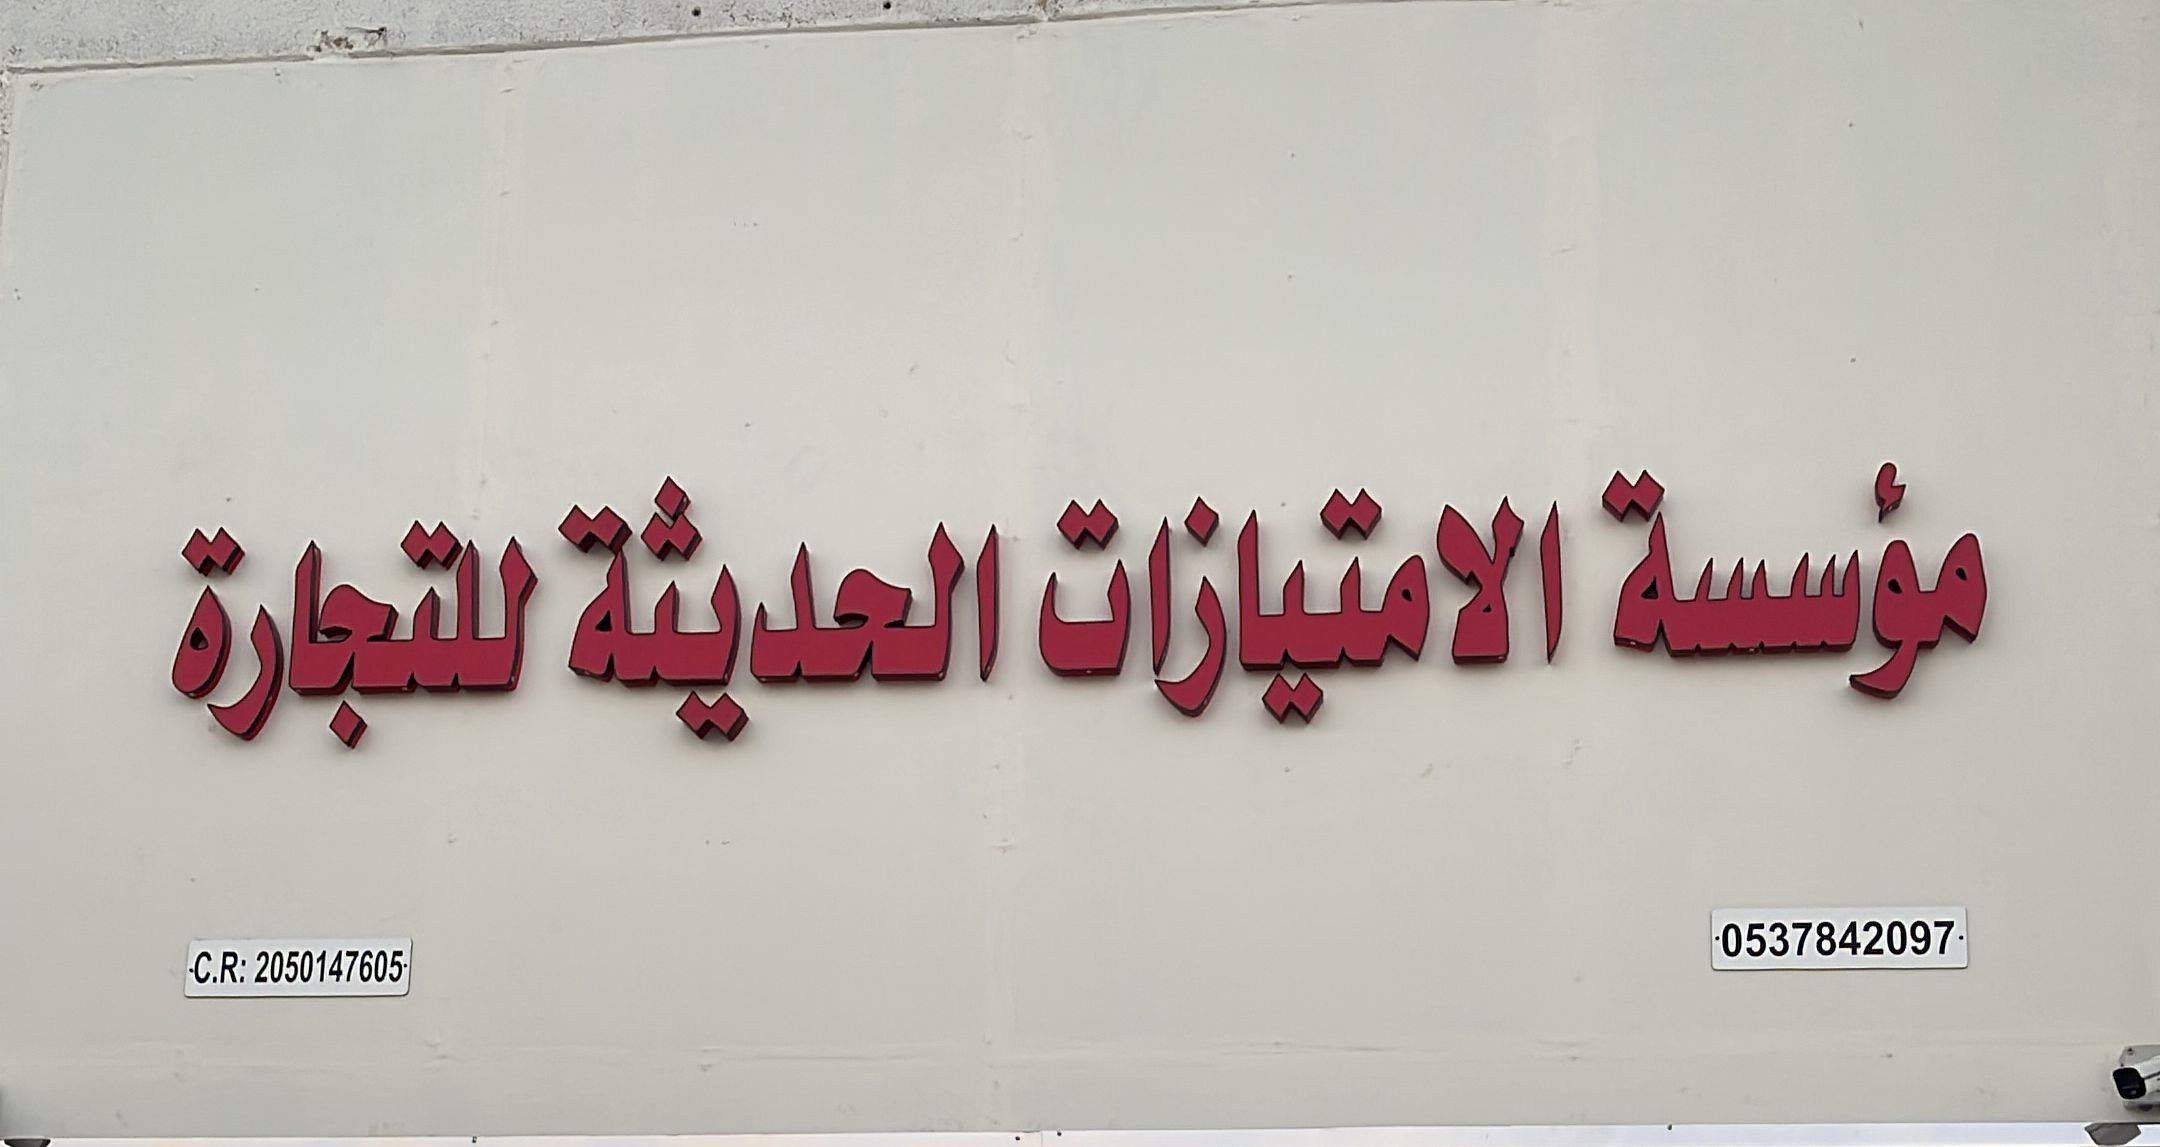 مؤسسة الامتيازات الحديثة للتجارة
0537842097
C.R: 2050147605